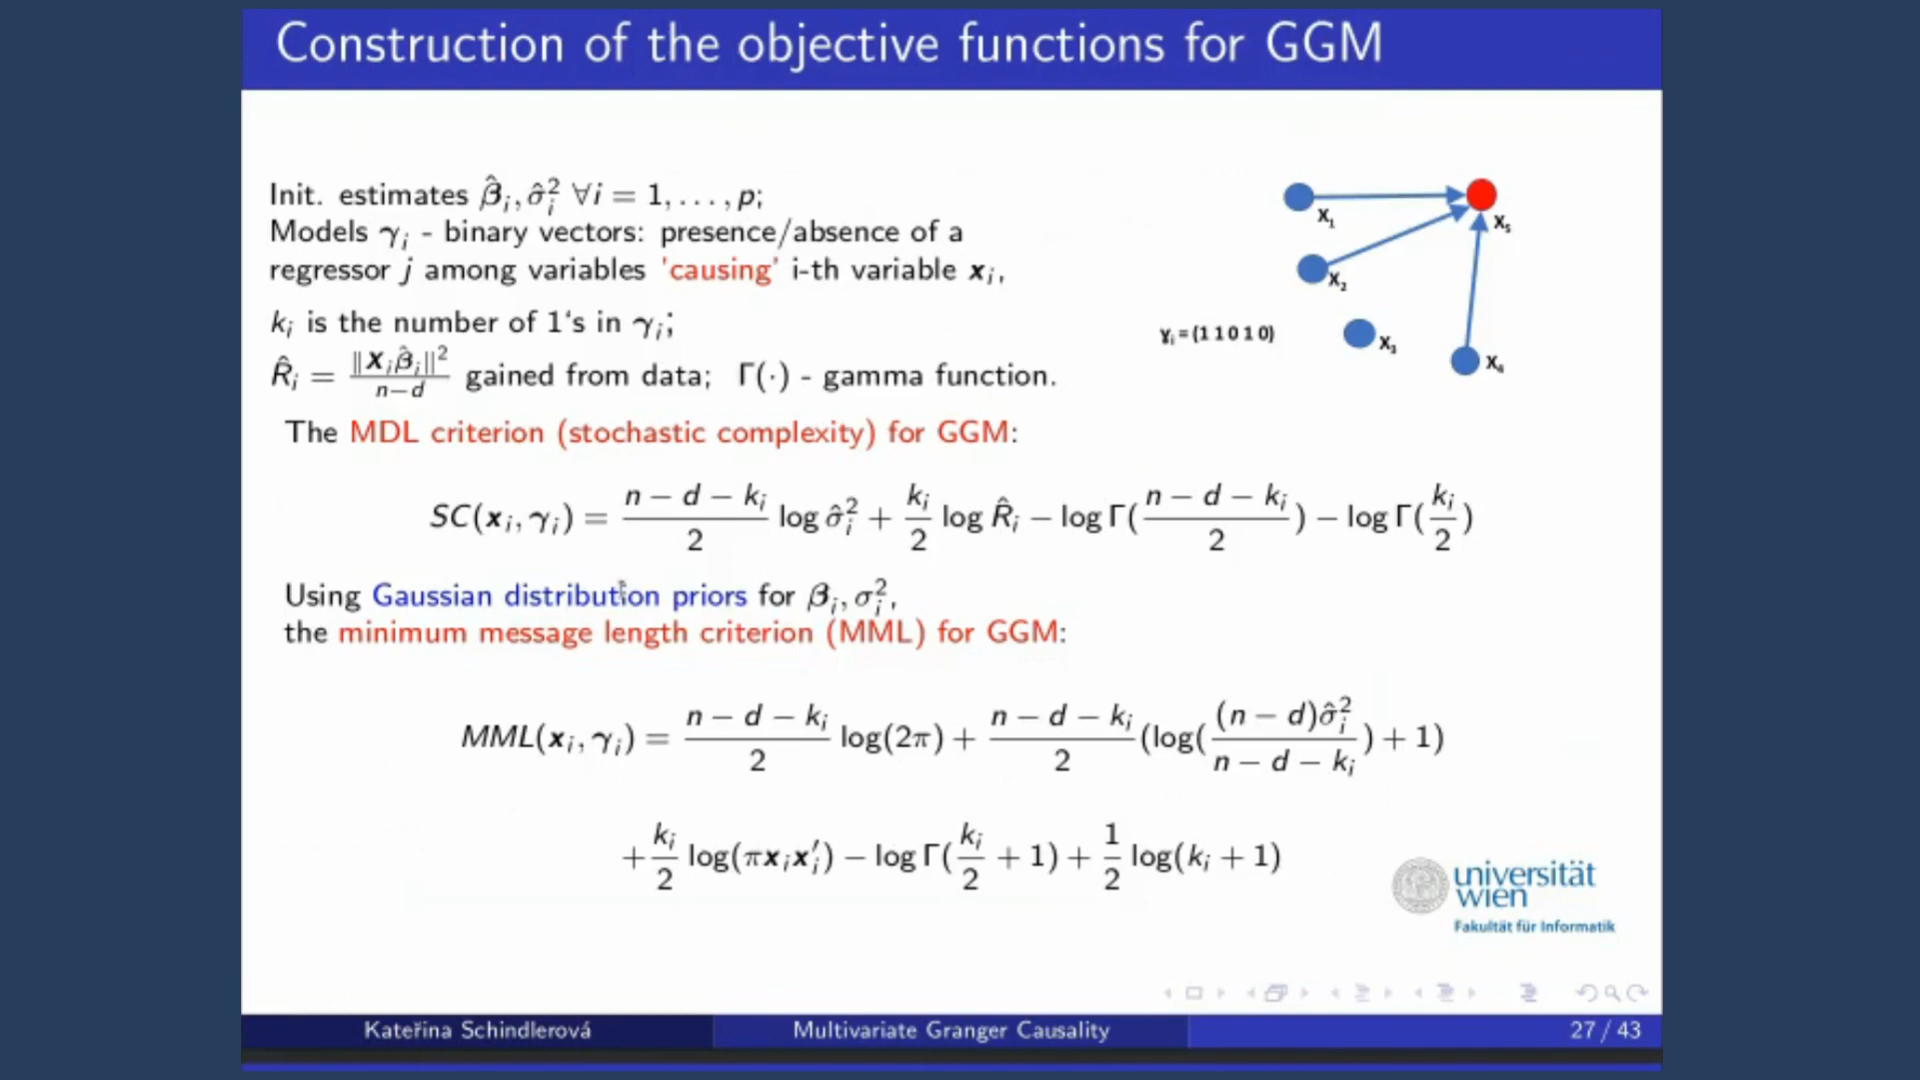 Construction of the objective functions for GGM
Init. estimates β̂ᵢ, σ̂ᵢ² ∀i = 1, . . . , p;
Models γᵢ - binary vectors: presence/absence of a
regressor j among variables 'causing' i-th variable xᵢ,
kᵢ is the number of 1's in γᵢ;
R̂ᵢ = ‖Xᵢβ̂ᵢ‖² / (n−d) gained from data; Γ(·) - gamma function.
x₁
x₅
x₂
γᵢ = (1 1 0 1 0)
x₃
x₄
The MDL criterion (stochastic complexity) for GGM:
SC(xᵢ, γᵢ) = (n − d − kᵢ)/2 log σ̂ᵢ² + kᵢ/2 log R̂ᵢ − log Γ((n − d − kᵢ)/2) − log Γ(kᵢ/2)
Using Gaussian distribution priors for βᵢ, σᵢ²,
the minimum message length criterion (MML) for GGM:
MML(xᵢ, γᵢ) = (n − d − kᵢ)/2 log(2π) + (n − d − kᵢ)/2 (log((n − d)σ̂ᵢ² / (n − d − kᵢ)) + 1)
+ kᵢ/2 log(πxᵢxᵢ′) − log Γ(kᵢ/2 + 1) + 1/2 log(kᵢ + 1)
universität
wien
Fakultät für Informatik
Kateřina Schindlerová
Multivariate Granger Causality
27 / 43